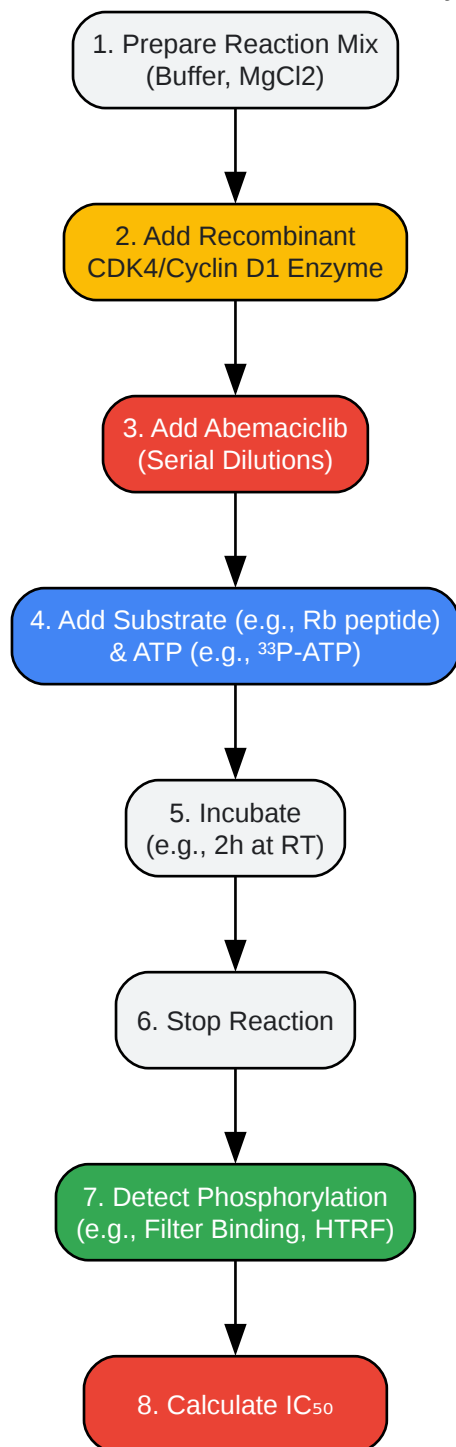 1. Prepare Reaction Mix
(Buffer, MgCl2)
2. Add Recombinant
CDK4/Cyclin D1 Enzyme
3. Add Abemaciclib
(Serial Dilutions)
4. Add Substrate (e.g., Rb peptide)
& ATP (e.g., ³³P-ATP)
5. Incubate
(e.g., 2h at RT)
6. Stop Reaction
7. Detect Phosphorylation
(e.g., Filter Binding, HTRF)
8. Calculate IC₅₀